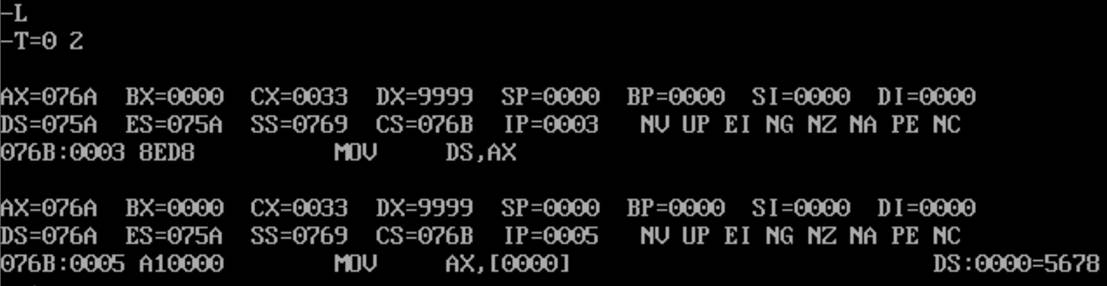 -L
-T=0 2
AX=076A BX=0000 CX=0033 DX=9999 SP=0000 BP=0000 SI=0000 DI=0000
DS=075A ES=075A SS=0769 CS=076B IP=0003 NV UP EI NG NZ NA PE NC
076B:0003 8ED8 MOV DS,AX
AX=076A BX=0000 CX=0033 DX=9999 SP=0000 BP=0000 SI=0000 DI=0000
DS=076A ES=075A SS=0769 CS=076B IP=0005 NV UP EI NG NZ NA PE NC
076B:0005 A10000 MOV AX,[0000] DS:0000=5678